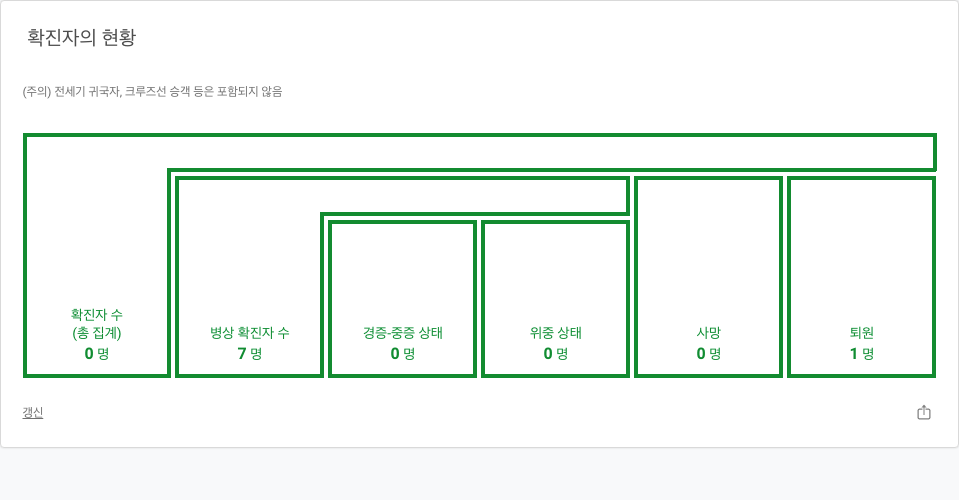 확진자의 현황
(주의) 전세기 귀국자, 크루즈선 승객 등은 포함되지 않음
확진자 수
(총 집계)
0 명
병상 확진자 수
7 명
경증-중증 상태
0 명
위중 상태
0 명
사망
0 명
퇴원
1 명
갱신